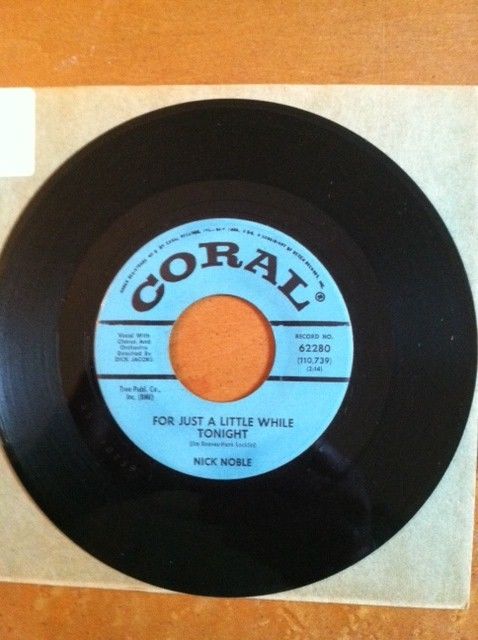 CORAL®
Vocal With
Chorus And
Orchestra
Directed By
DICK JACOBS
RECORD NO.
62280
(110,739)
(2:14)
Tree Publ. Co.,
Inc. (BMI)
FOR JUST A LITTLE WHILE
TONIGHT
NICK NOBLE